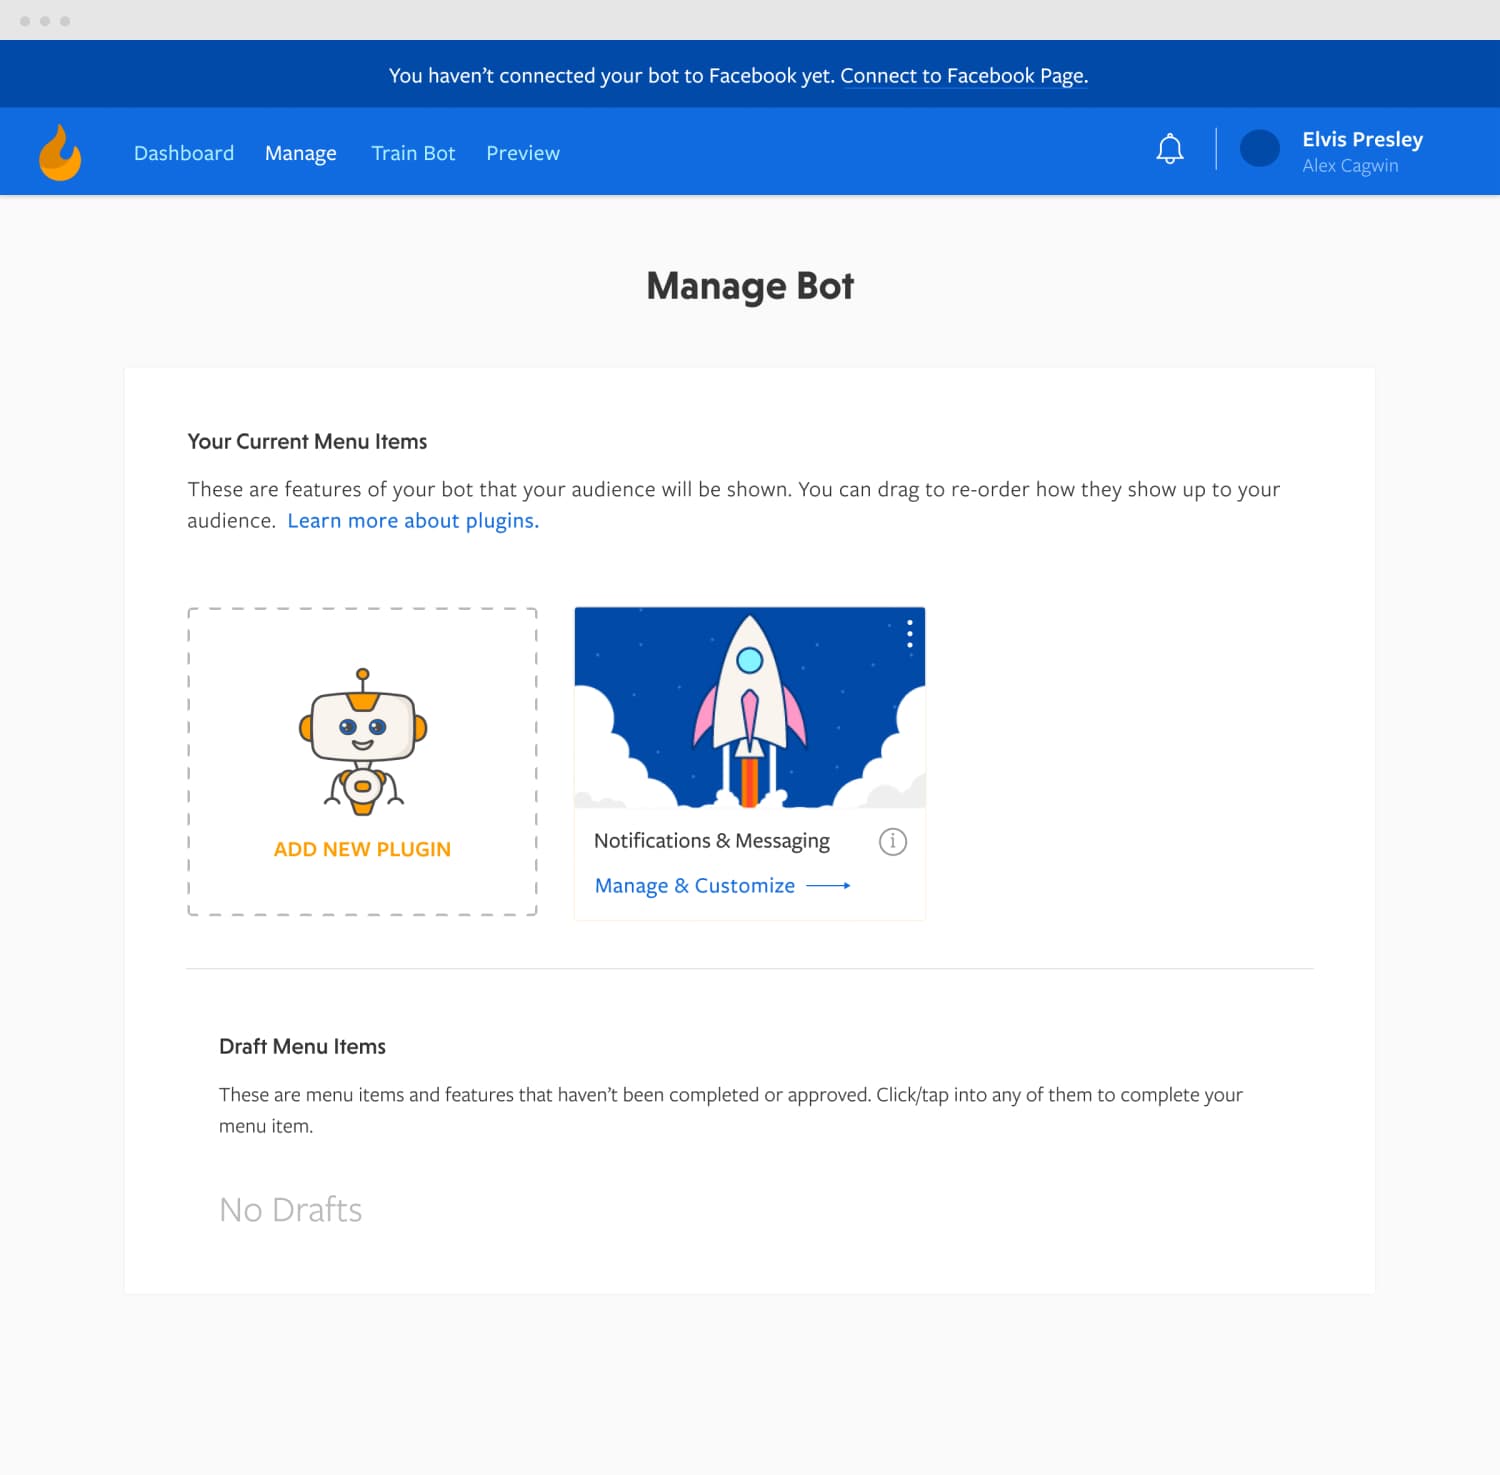 You haven’t connected your bot to Facebook yet. Connect to Facebook Page.
Dashboard Manage Train Bot Preview
Elvis Presley
Alex Cagwin
Manage Bot
Your Current Menu Items
These are features of your bot that your audience will be shown. You can drag to re-order how they show up to your
audience. Learn more about plugins.
ADD NEW PLUGIN
Notifications & Messaging
Manage & Customize
Draft Menu Items
These are menu items and features that haven’t been completed or approved. Click/tap into any of them to complete your
menu item.
No Drafts